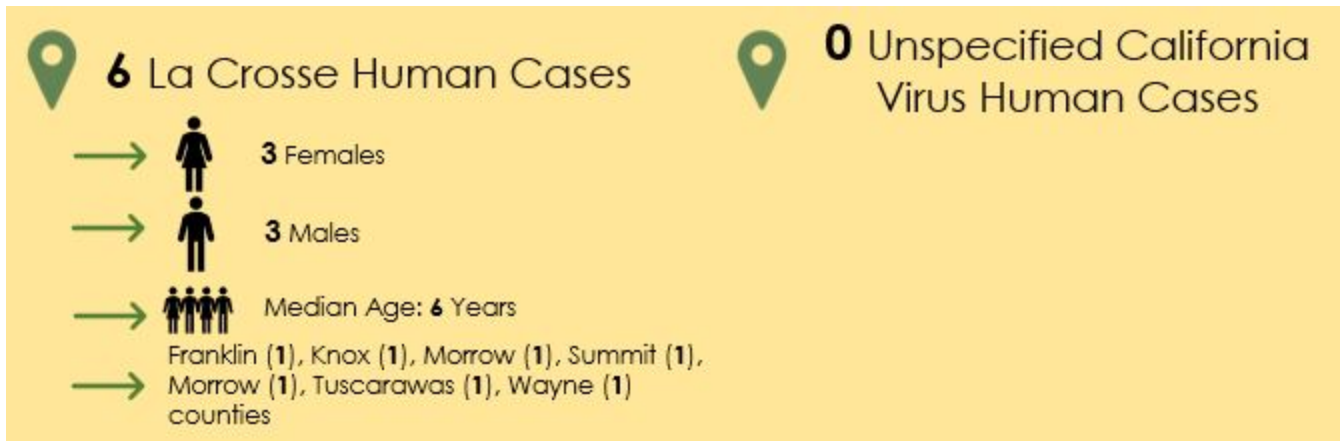 6 La Crosse Human Cases
3 Females
3 Males
Median Age: 6 Years
Franklin (1), Knox (1), Morrow (1), Summit (1),
Morrow (1), Tuscarawas (1), Wayne (1)
counties
0 Unspecified California
Virus Human Cases